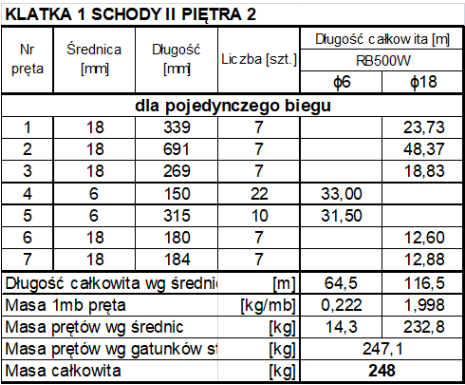 KLATKA 1 SCHODY II PIĘTRA 2
Nr pręta Średnica [mm] Długość [mm] Liczba [szt.] Długość całkowita [m]
RB500W
ϕ6 ϕ18
dla pojedynczego biegu
1 18 339 7 23,73
2 18 691 7 48,37
3 18 269 7 18,83
4 6 150 22 33,00
5 6 315 10 31,50
6 18 180 7 12,60
7 18 184 7 12,88
Długość całkowita wg średni [m] 64,5 116,5
Masa 1mb pręta [kg/mb] 0,222 1,998
Masa prętów wg średnic [kg] 14,3 232,8
Masa prętów wg gatunków st [kg] 247,1
Masa całkowita [kg] 248